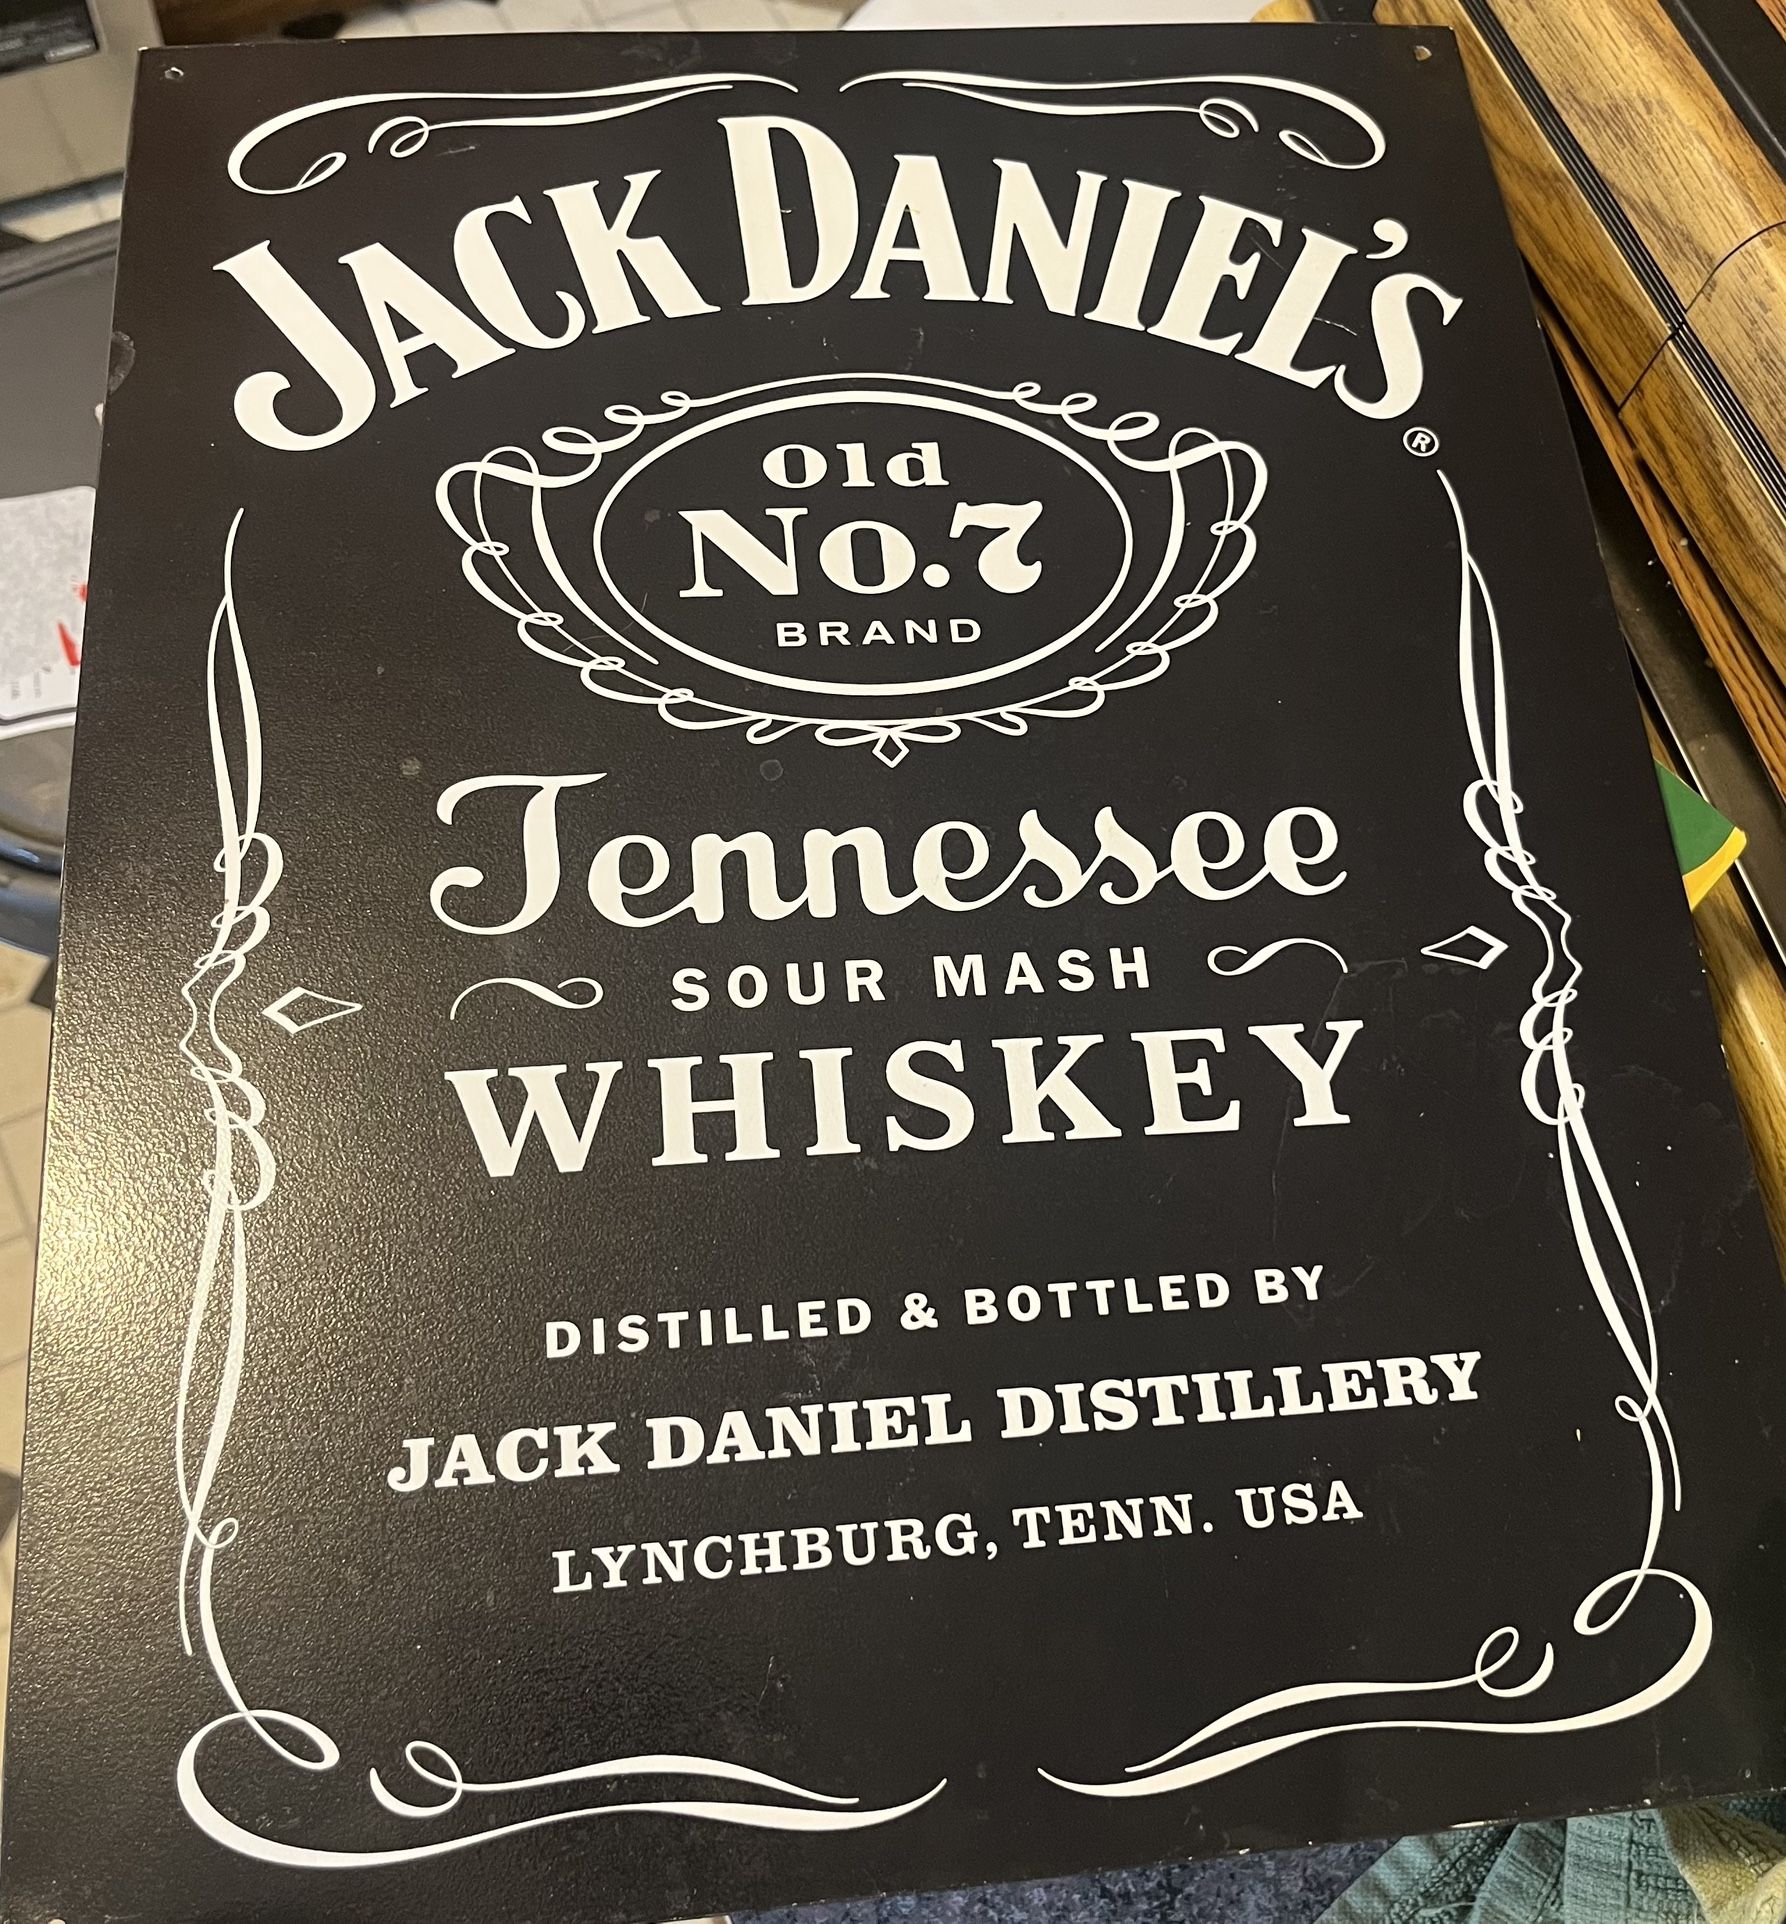 JACK DANIEL'S ®
Old
No.7
BRAND
Tennessee
SOUR MASH
WHISKEY
DISTILLED & BOTTLED BY
JACK DANIEL DISTILLERY
LYNCHBURG, TENN. USA